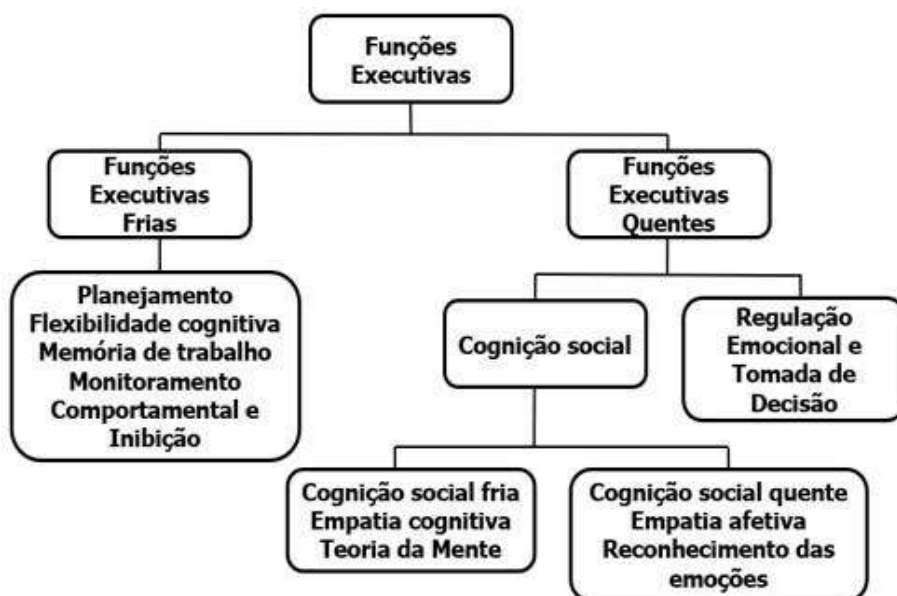 Funções
Executivas
Funções
Executivas
Frias
Funções
Executivas
Quentes
Planejamento
Flexibilidade cognitiva
Memória de trabalho
Monitoramento
Comportamental e
Inibição
Cognição social
Regulação
Emocional e
Tomada de
Decisão
Cognição social fria
Empatia cognitiva
Teoria da Mente
Cognição social quente
Empatia afetiva
Reconhecimento das
emoções